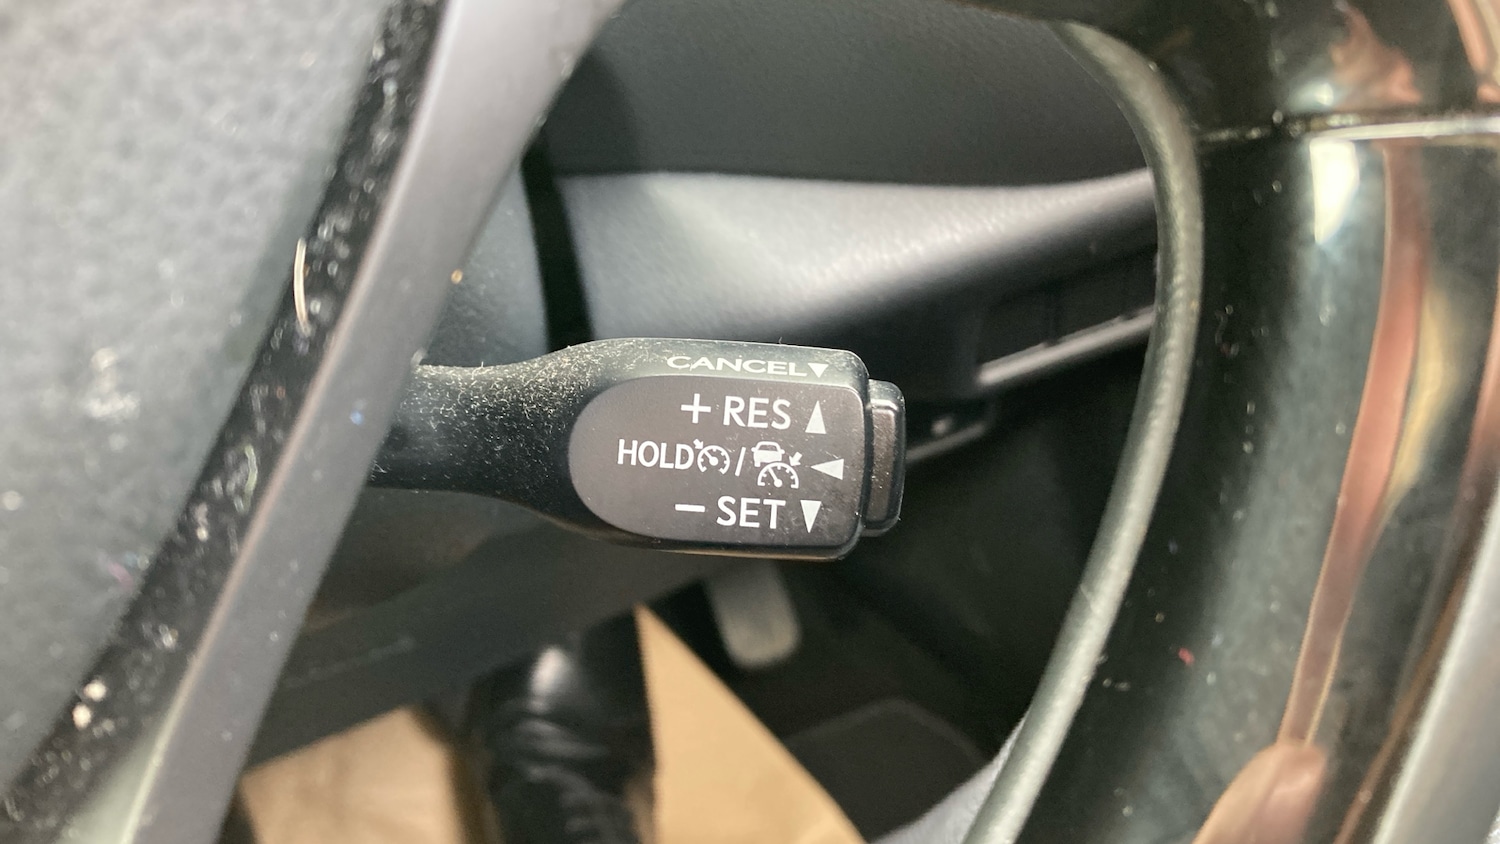 CANCEL▼
+ RES ▲
HOLD / ◀
− SET ▼